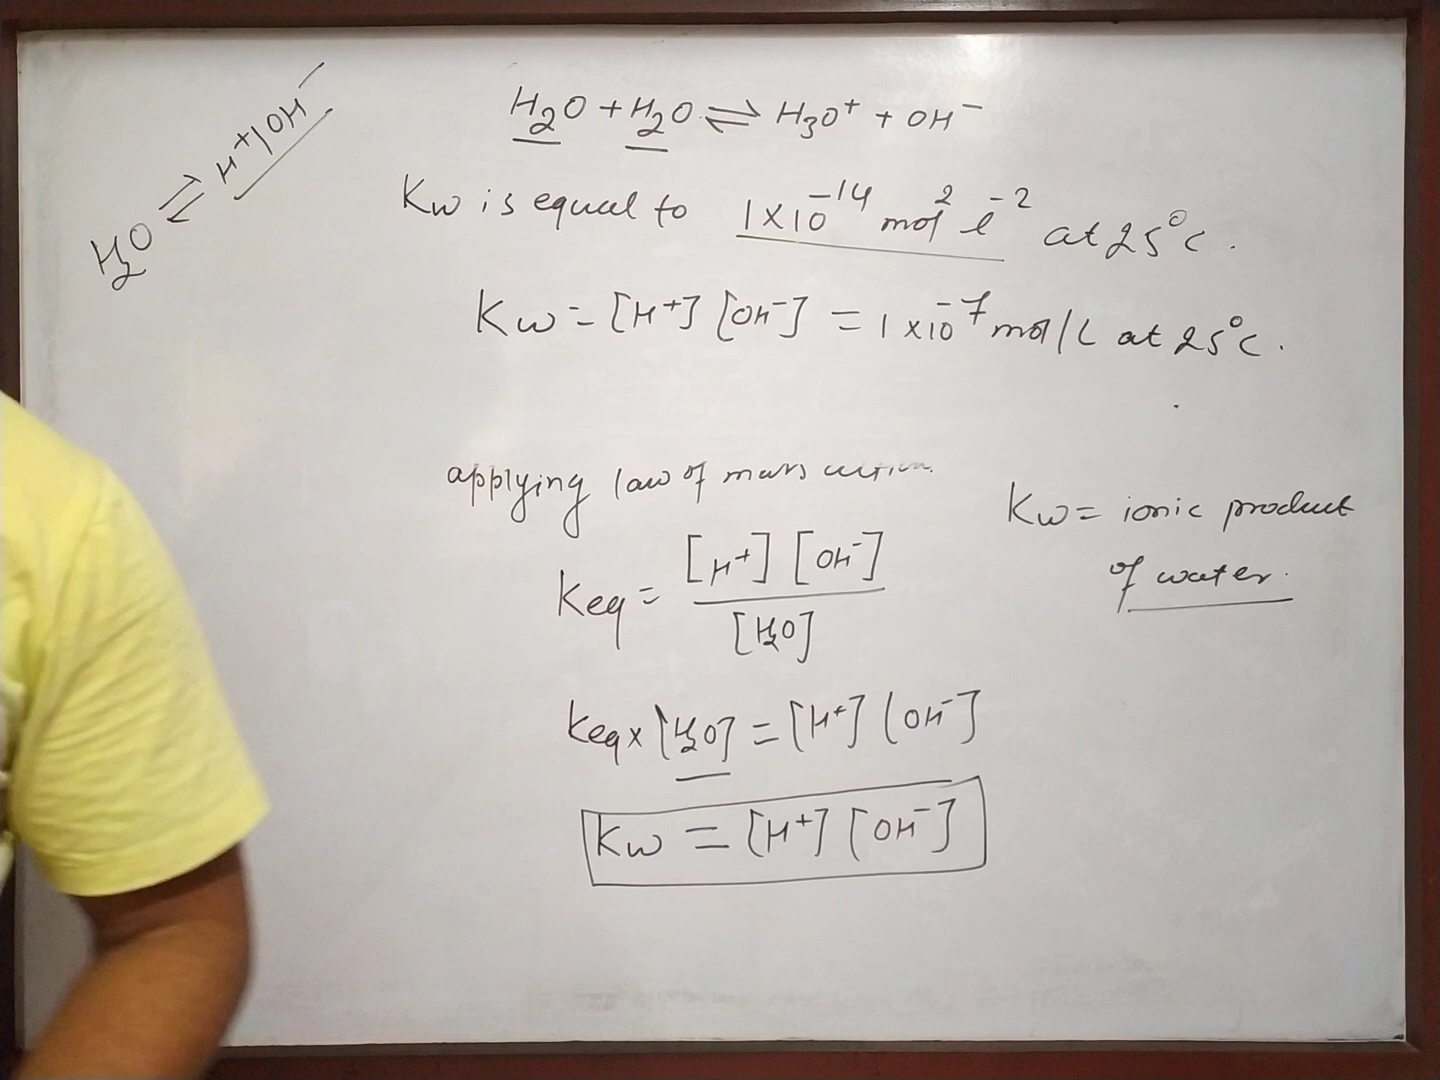 H₂O ⇌ H⁺ + OH⁻
H₂O + H₂O ⇌ H₃O⁺ + OH⁻
Kw is equal to 1×10⁻¹⁴ mol² l⁻² at 25°C.
Kw = [H⁺] [OH⁻] = 1×10⁻⁷ mol/L at 25°C.
applying law of mass action.
Keq = [H⁺] [OH⁻] / [H₂O]
Kw = ionic product
of water.
Keq × [H₂O] = [H⁺] [OH⁻]
Kw = [H⁺] [OH⁻]